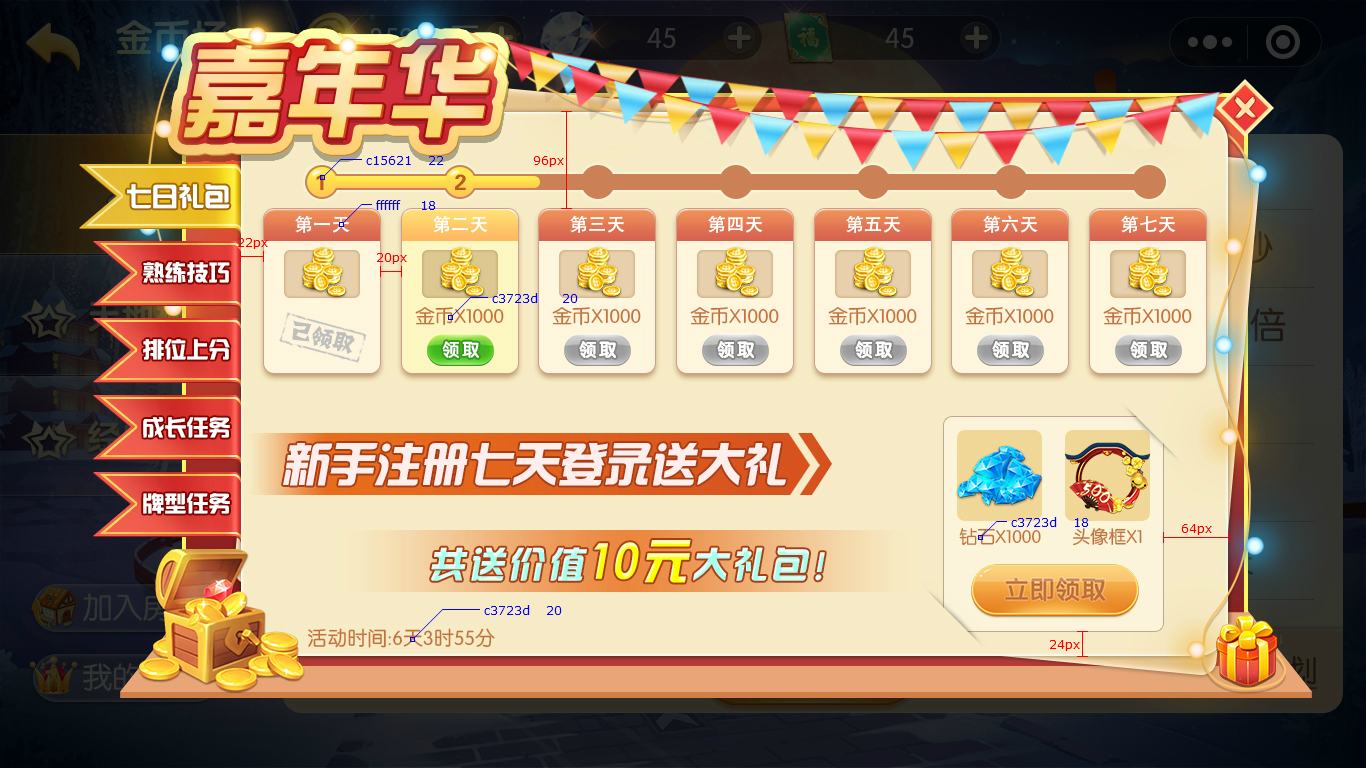 金币场
45
福
45
嘉年华
c15621 22
96px
1
2
七日礼包
ffffff 18
22px
20px
第一天
第二天
第三天
第四天
第五天
第六天
第七天
熟练技巧
c3723d 20
金币X1000
金币X1000
金币X1000
金币X1000
金币X1000
金币X1000
已领取
领取
领取
领取
领取
领取
领取
排位上分
倍
成长任务
新手注册七天登录送大礼
500
牌型任务
c3723d 18
64px
钻石X1000
头像框X1
共送价值10元大礼包!
立即领取
加入房
c3723d 20
活动时间:6天3时55分
24px
我的
划